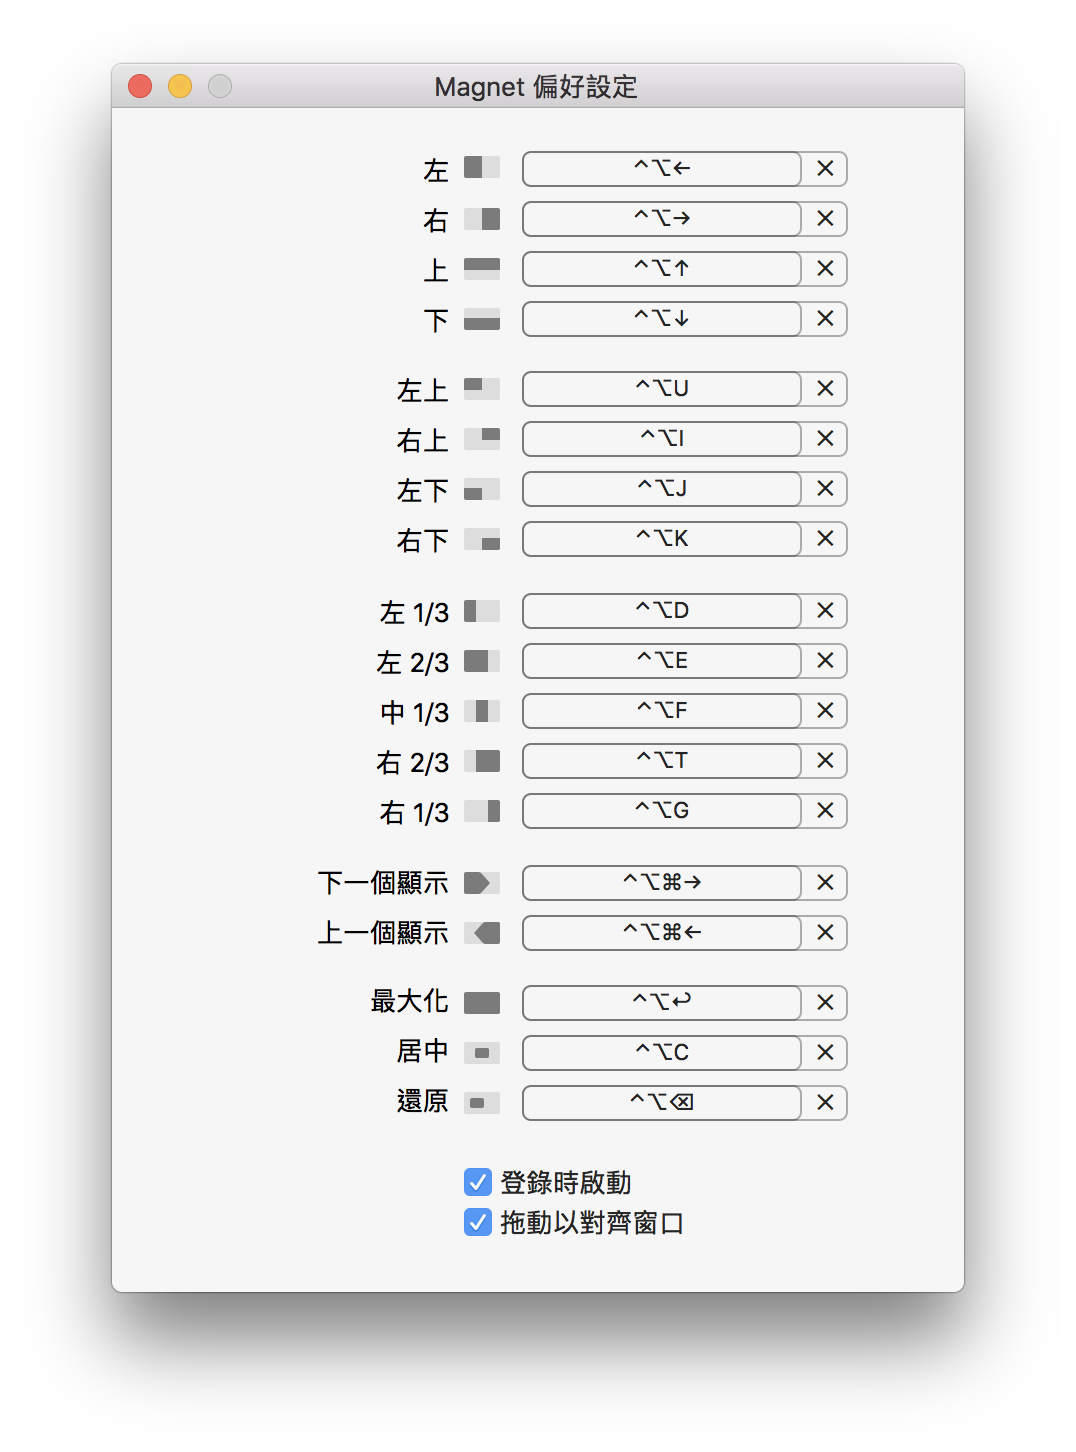 Magnet 偏好設定
左 ^⌥← ×
右 ^⌥→ ×
上 ^⌥↑ ×
下 ^⌥↓ ×
左上 ^⌥U ×
右上 ^⌥I ×
左下 ^⌥J ×
右下 ^⌥K ×
左 1/3 ^⌥D ×
左 2/3 ^⌥E ×
中 1/3 ^⌥F ×
右 2/3 ^⌥T ×
右 1/3 ^⌥G ×
下一個顯示 ^⌥⌘→ ×
上一個顯示 ^⌥⌘← ×
最大化 ^⌥↩ ×
居中 ^⌥C ×
還原 ^⌥⌫ ×
登錄時啟動
拖動以對齊窗口